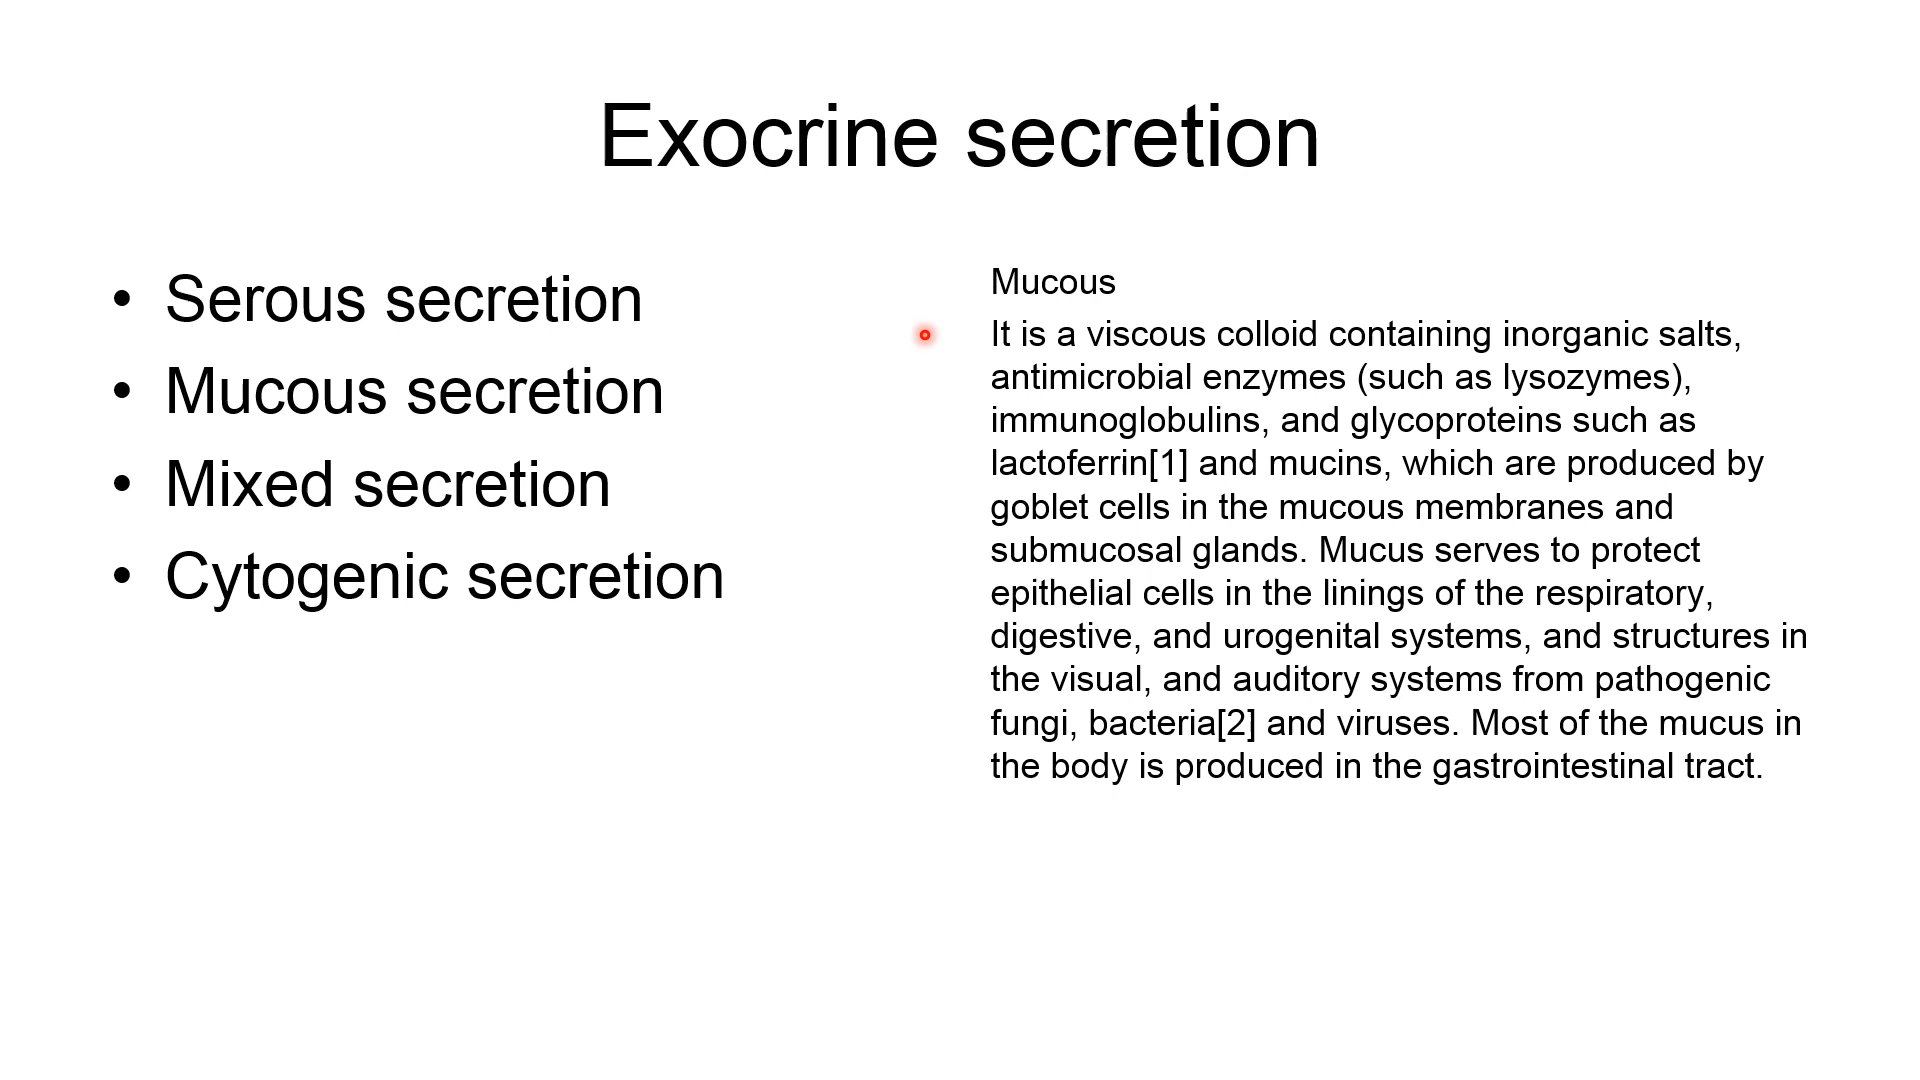 Exocrine secretion
• Serous secretion
• Mucous secretion
• Mixed secretion
• Cytogenic secretion
Mucous
It is a viscous colloid containing inorganic salts,
antimicrobial enzymes (such as lysozymes),
immunoglobulins, and glycoproteins such as
lactoferrin[1] and mucins, which are produced by
goblet cells in the mucous membranes and
submucosal glands. Mucus serves to protect
epithelial cells in the linings of the respiratory,
digestive, and urogenital systems, and structures in
the visual, and auditory systems from pathogenic
fungi, bacteria[2] and viruses. Most of the mucus in
the body is produced in the gastrointestinal tract.